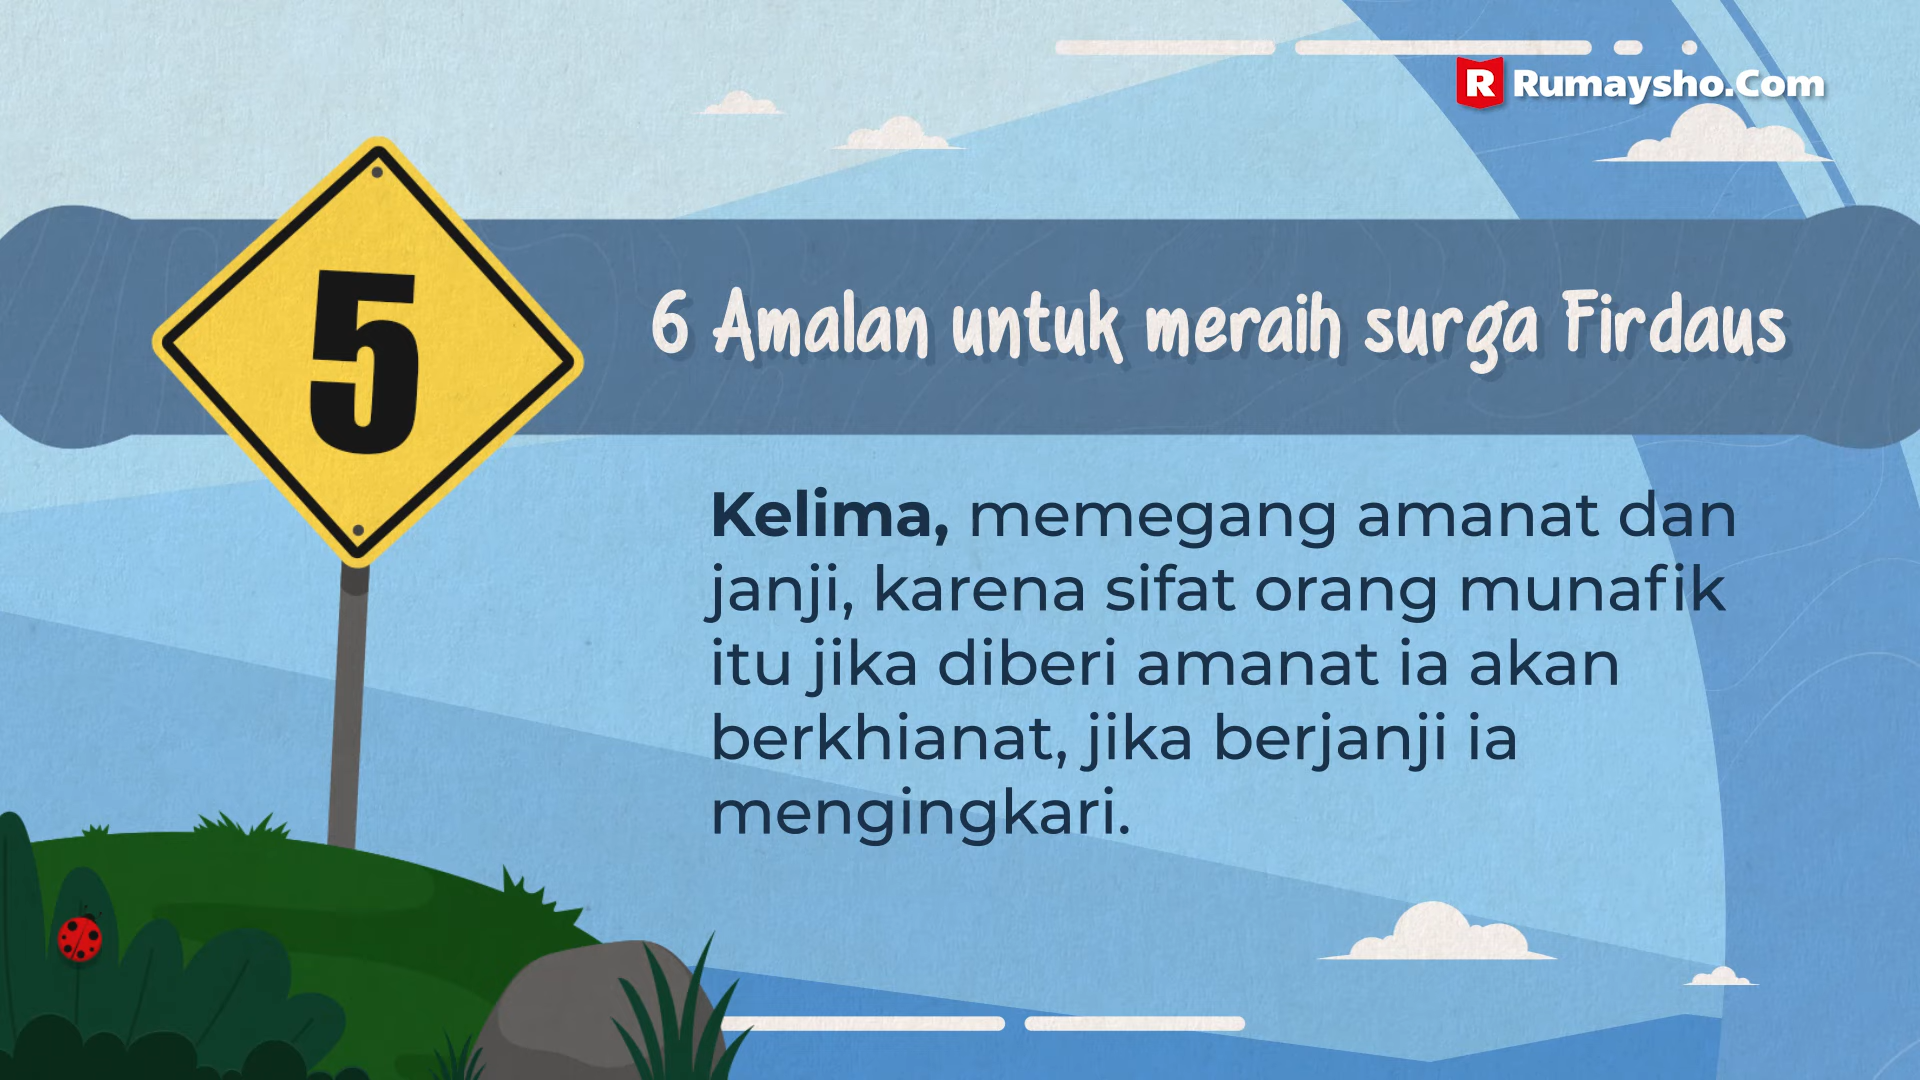 R Rumaysho.Com
5
6 Amalan untuk meraih surga Firdaus
Kelima, memegang amanat dan
janji, karena sifat orang munafik
itu jika diberi amanat ia akan
berkhianat, jika berjanji ia
mengingkari.